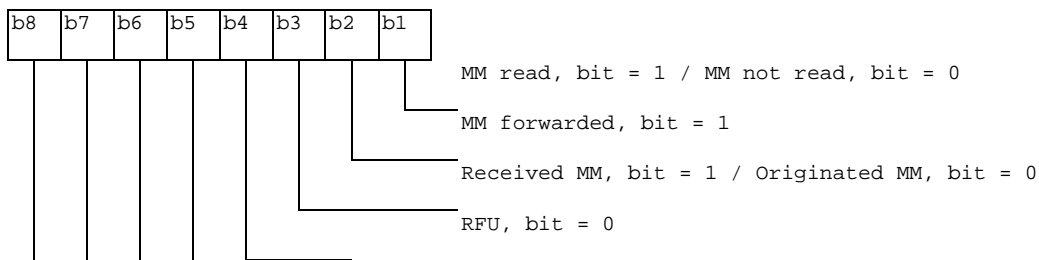 b8 b7 b6 b5 b4 b3 b2 b1
MM read, bit = 1 / MM not read, bit = 0
MM forwarded, bit = 1
Received MM, bit = 1 / Originated MM, bit = 0
RFU, bit = 0